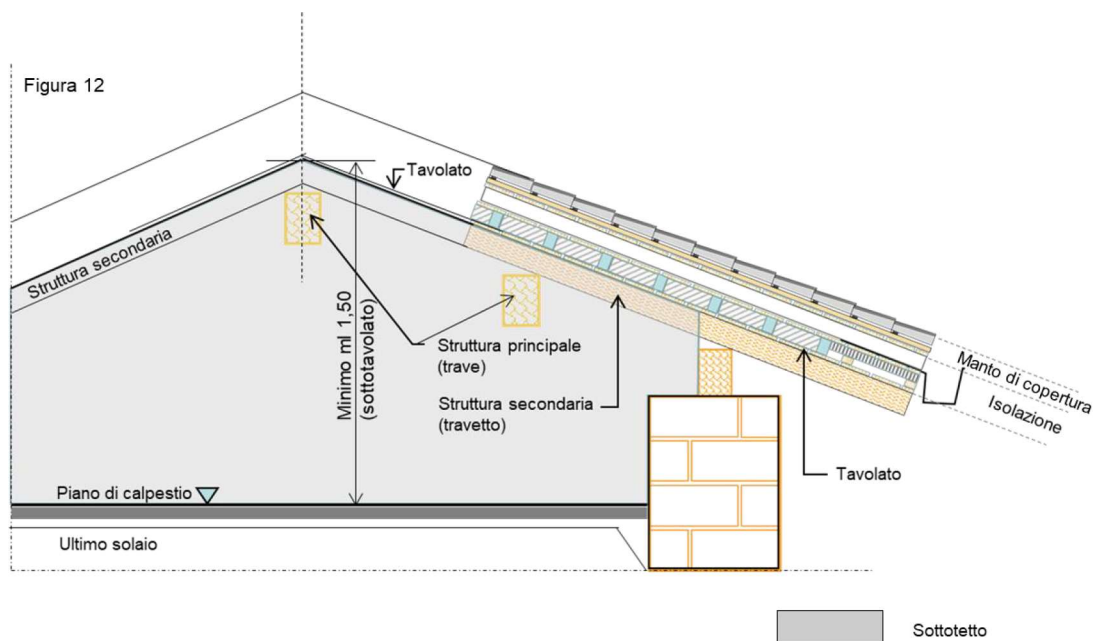 Figura 12
Tavolato
Struttura secondaria
Minimo ml 1,50
(sottotavolato)
Struttura principale
(trave)
Struttura secondaria
(travetto)
Manto di copertura
Isolazione
Tavolato
Piano di calpestio
Ultimo solaio
Sottotetto